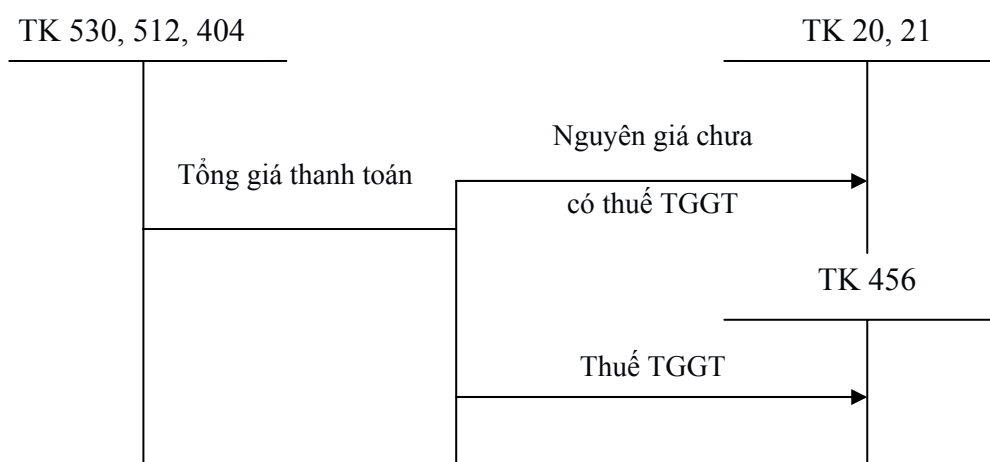 TK 530, 512, 404
TK 20, 21
Nguyên giá chưa
Tổng giá thanh toán
có thuế TGGT
TK 456
Thuế TGGT